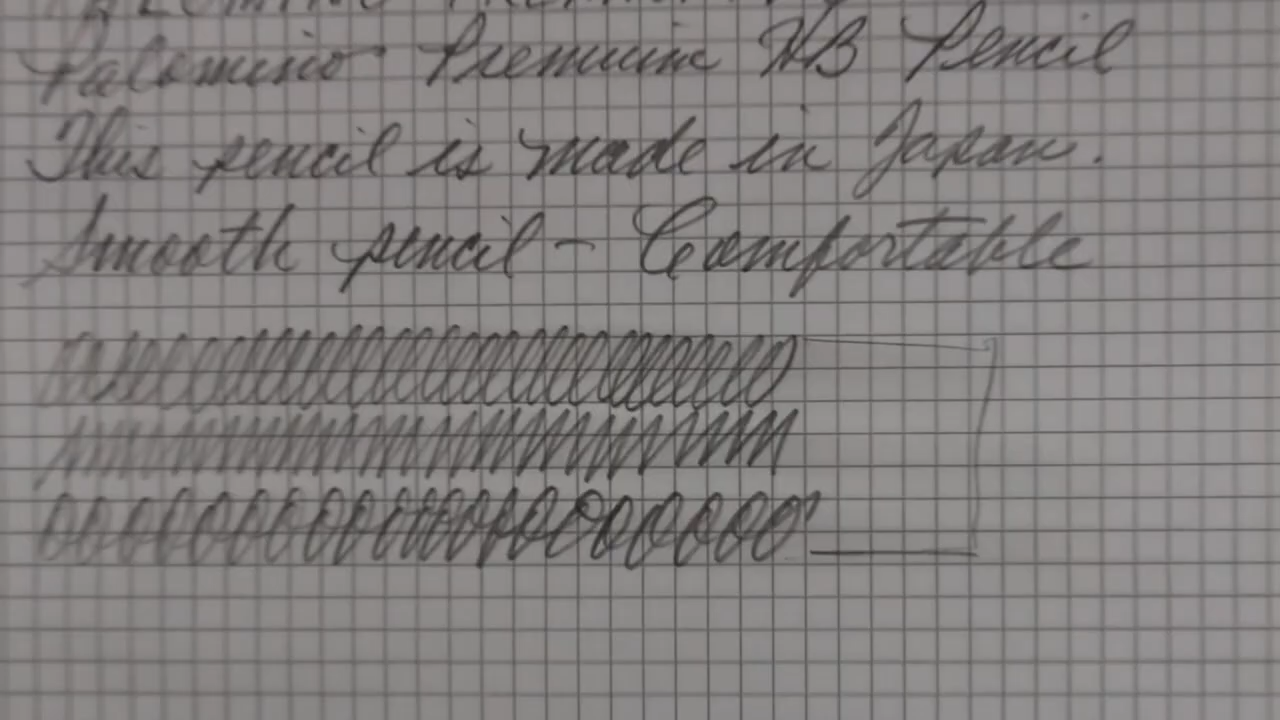 Palomino Premium HB Pencil
This pencil is made in Japan.
Smooth pencil - Comfortable